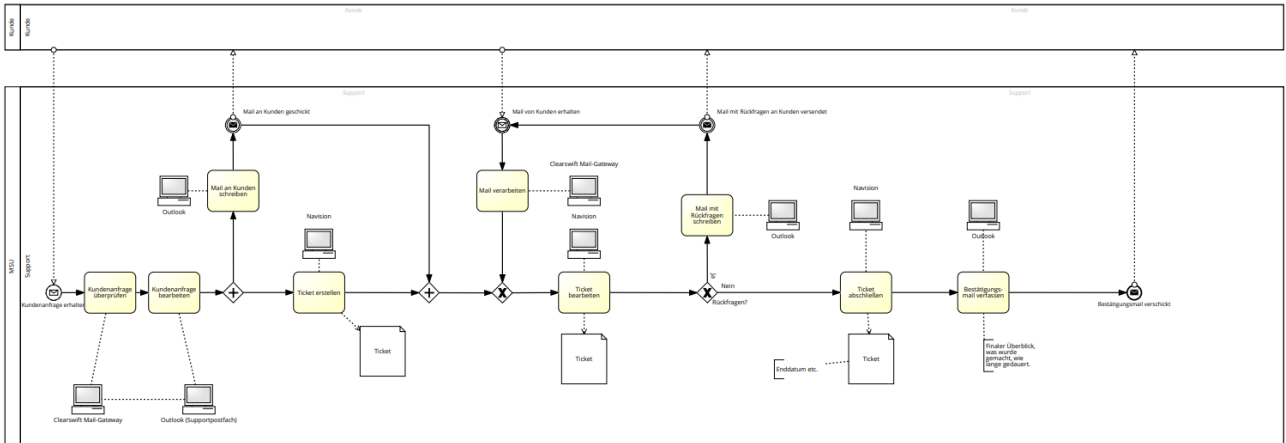 Kunde
Kunde
Kunde
Kunde
MSU
Support
Support
Support
Mail an Kunden geschickt
Mail von Kunden erhalten
Mail mit Rückfragen an Kunden versendet
Clearswift Mail-Gateway
Mail an Kunden
schreiben
Outlook
Mail verarbeiten
Navision
Navision
Mail mit
Rückfragen
schreiben
Outlook
Navision
Outlook
Kundenanfrage erhalten
Kundenanfrage
überprüfen
Kundenanfrage
bearbeiten
Ticket erstellen
Ticket
bearbeiten
Ja
Nein
Rückfragen?
Ticket
abschließen
Bestätigungs-
mail verfassen
Bestätigungsmail verschickt
Ticket
Ticket
Enddatum etc.
Ticket
Finaler Überblick,
was wurde
gemacht, wie
lange gedauert.
Clearswift Mail-Gateway
Outlook (Supportpostfach)